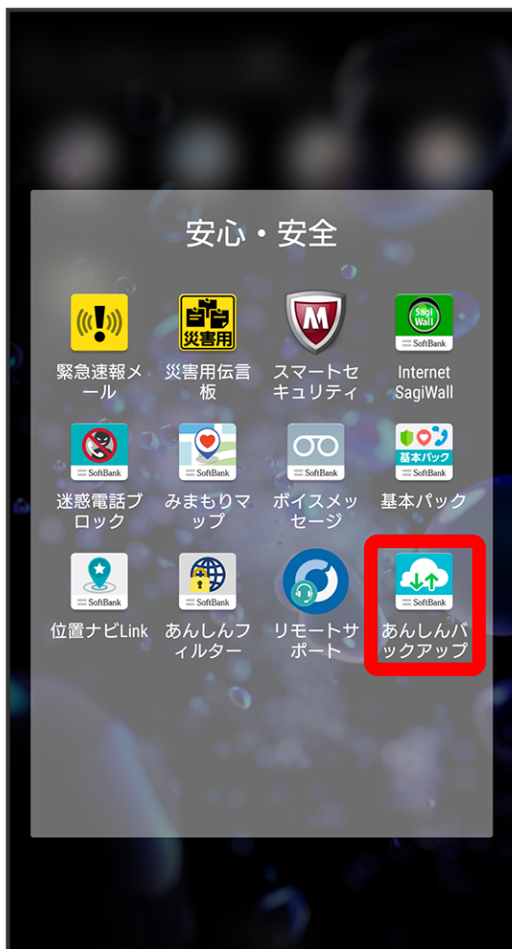 安心・安全
災害用
Sagi
Wall
SoftBank
緊急速報メ
ール
災害用伝言
板
スマートセ
キュリティ
Internet
SagiWall
SoftBank
SoftBank
SoftBank
基本パック
SoftBank
迷惑電話ブ
ロック
みまもりマ
ップ
ボイスメッ
セージ
基本パック
SoftBank
SoftBank
SoftBank
位置ナビLink
あんしんフ
ィルター
リモートサ
ポート
あんしんバ
ックアップ